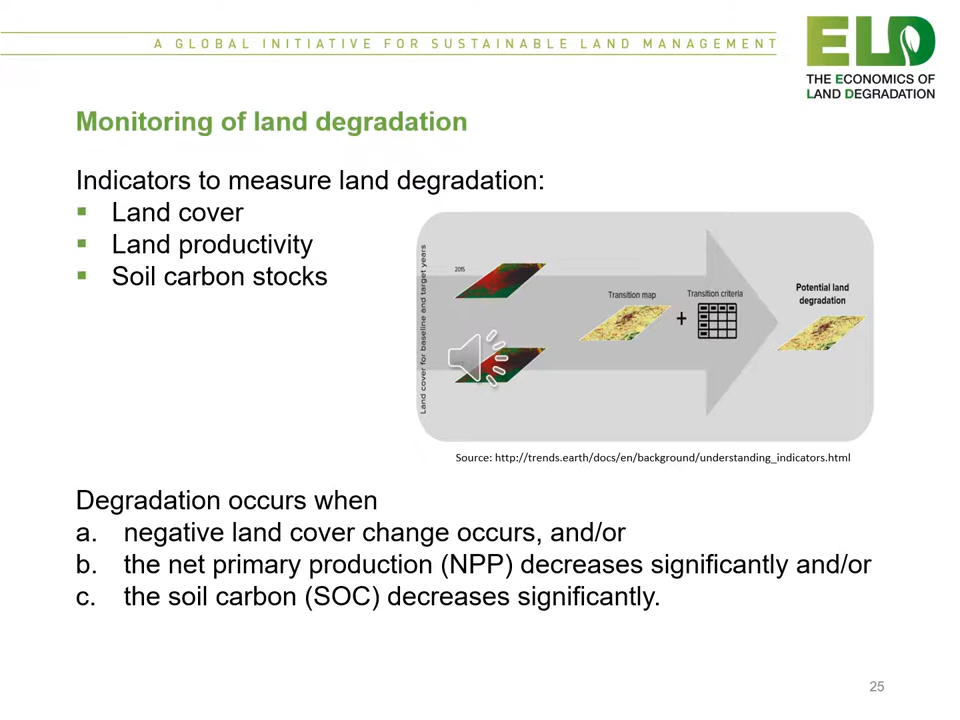 A GLOBAL INITIATIVE FOR SUSTAINABLE LAND MANAGEMENT
ELD
THE ECONOMICS OF
LAND DEGRADATION
Monitoring of land degradation
Indicators to measure land degradation:
▪ Land cover
▪ Land productivity
▪ Soil carbon stocks
Land cover for baseline and target years
2015
Transition map
+
Transition criteria
Potential land
degradation
Source: http://trends.earth/docs/en/background/understanding_indicators.html
Degradation occurs when
a. negative land cover change occurs, and/or
b. the net primary production (NPP) decreases significantly and/or
c. the soil carbon (SOC) decreases significantly.
25